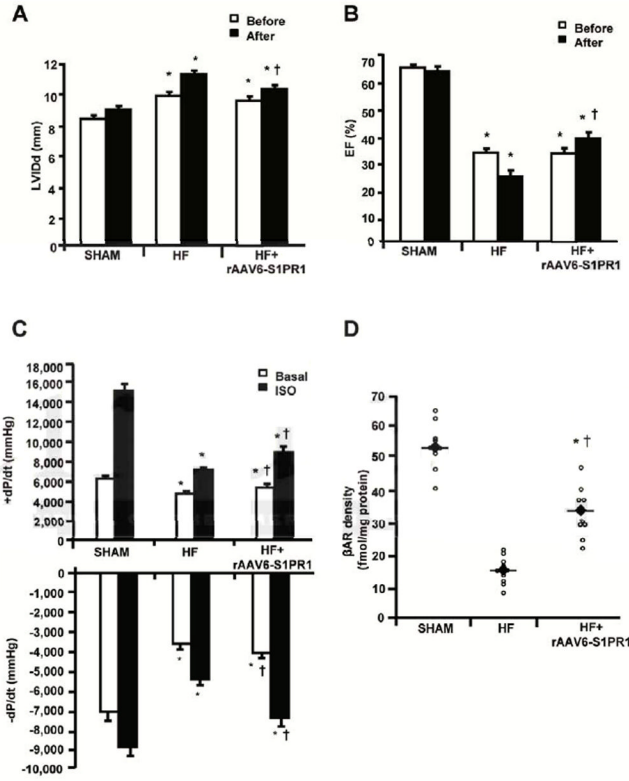 A
Before
After
* * * * †
12
10
8
6
4
2
0
LVIDd (mm)
SHAM HF HF+
rAAV6-S1PR1
B
Before
After
* * * * †
70
60
50
40
30
20
10
0
EF (%)
SHAM HF HF+
rAAV6-S1PR1
C
Basal
ISO
18,000
16,000
14,000
12,000
10,000
8,000
6,000
4,000
2,000
0
+dP/dt (mmHg)
* * * † * †
SHAM HF HF+
rAAV6-S1PR1
0
-1,000
-2,000
-3,000
-4,000
-5,000
-6,000
-7,000
-8,000
-9,000
-10,000
-dP/dt (mmHg)
* * * † * †
D
70
60
50
40
30
20
10
0
βAR density
(fmol/mg protein)
* †
SHAM HF HF+
rAAV6-S1PR1